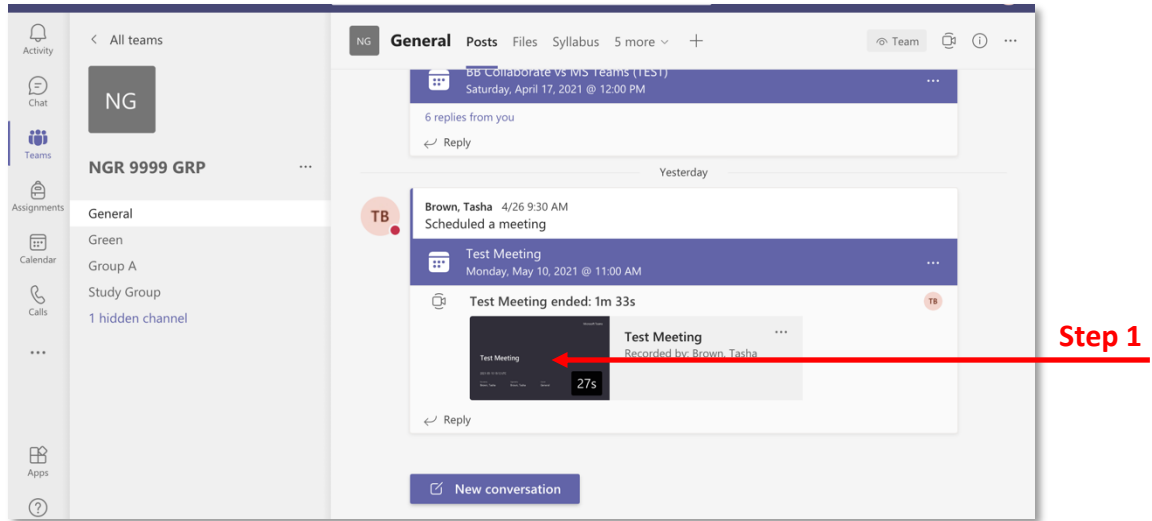 Activity
Chat
Teams
Assignments
Calendar
Calls
Apps
All teams
NG
NGR 9999 GRP
General
Green
Group A
Study Group
1 hidden channel
NG
General Posts Files Syllabus 5 more
Team
BB Collaborate vs MS Teams (TEST)
Saturday, April 17, 2021 @ 12:00 PM
6 replies from you
Reply
Yesterday
TB
Brown, Tasha 4/26 9:30 AM
Scheduled a meeting
Test Meeting
Monday, May 10, 2021 @ 11:00 AM
Test Meeting ended: 1m 33s
TB
Test Meeting
27s
Test Meeting
Recorded by: Brown, Tasha
Reply
New conversation
Step 1